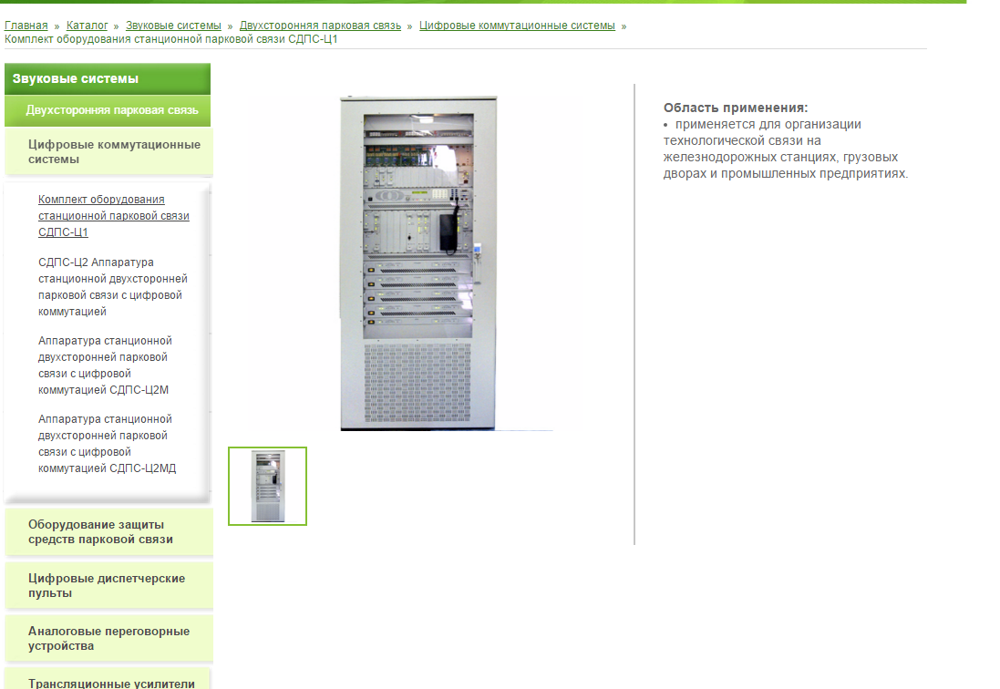 Главная » Каталог » Звуковые системы » Двухсторонняя парковая связь » Цифровые коммутационные системы »
Комплект оборудования станционной парковой связи СДПС-Ц1
Звуковые системы
Двухсторонняя парковая связь
Цифровые коммутационные
системы
Комплект оборудования
станционной парковой связи
СДПС-Ц1
СДПС-Ц2 Аппаратура
станционной двухсторонней
парковой связи с цифровой
коммутацией
Аппаратура станционной
двухсторонней парковой
связи с цифровой
коммутацией СДПС-Ц2М
Аппаратура станционной
двухсторонней парковой
связи с цифровой
коммутацией СДПС-Ц2МД
Оборудование защиты
средств парковой связи
Цифровые диспетчерские
пульты
Аналоговые переговорные
устройства
Трансляционные усилители
Область применения:
• применяется для организации
технологической связи на
железнодорожных станциях, грузовых
дворах и промышленных предприятиях.